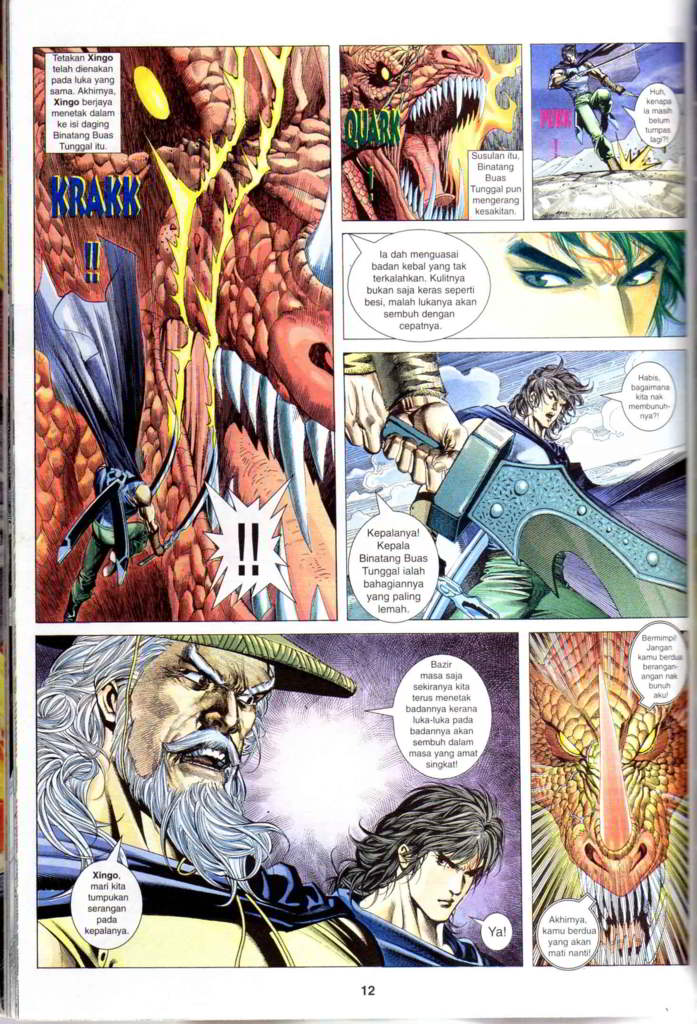 Tetakan Xingo
telah dienakan
pada luka yang
sama. Akhirnya,
Xingo berjaya
menetak dalam
ke isi daging
Binatang Buas
Tunggal itu.
KRAKK
!!
!!
QUAKK
!
Susulan itu,
Binatang
Buas
Tunggal pun
mengerang
kesakitan.
Huh,
kenapa
ia masih
belum
tumpas
lagi?!
!
Ia dah menguasai
badan kebal yang tak
terkalahkan. Kulitnya
bukan saja keras seperti
besi, malah lukanya akan
sembuh dengan
cepatnya.
Habis,
bagaimana
kita nak
membunuh-
nya?!
Kepalanya!
Kepala
Binatang Buas
Tunggal ialah
bahagiannya
yang paling
lemah.
Bazir
masa saja
sekiranya kita
terus menetak
badannya kerana
luka-luka pada
badannya akan
sembuh dalam
masa yang amat
singkat!
Xingo,
mari kita
tumpukan
serangan
pada
kepalanya.
Ya!
Bermimpi!
Jangan
kamu berdua
berangan-
angan nak
bunuh
aku!
Akhirnya,
kamu berdua
yang akan
mati nanti!
12